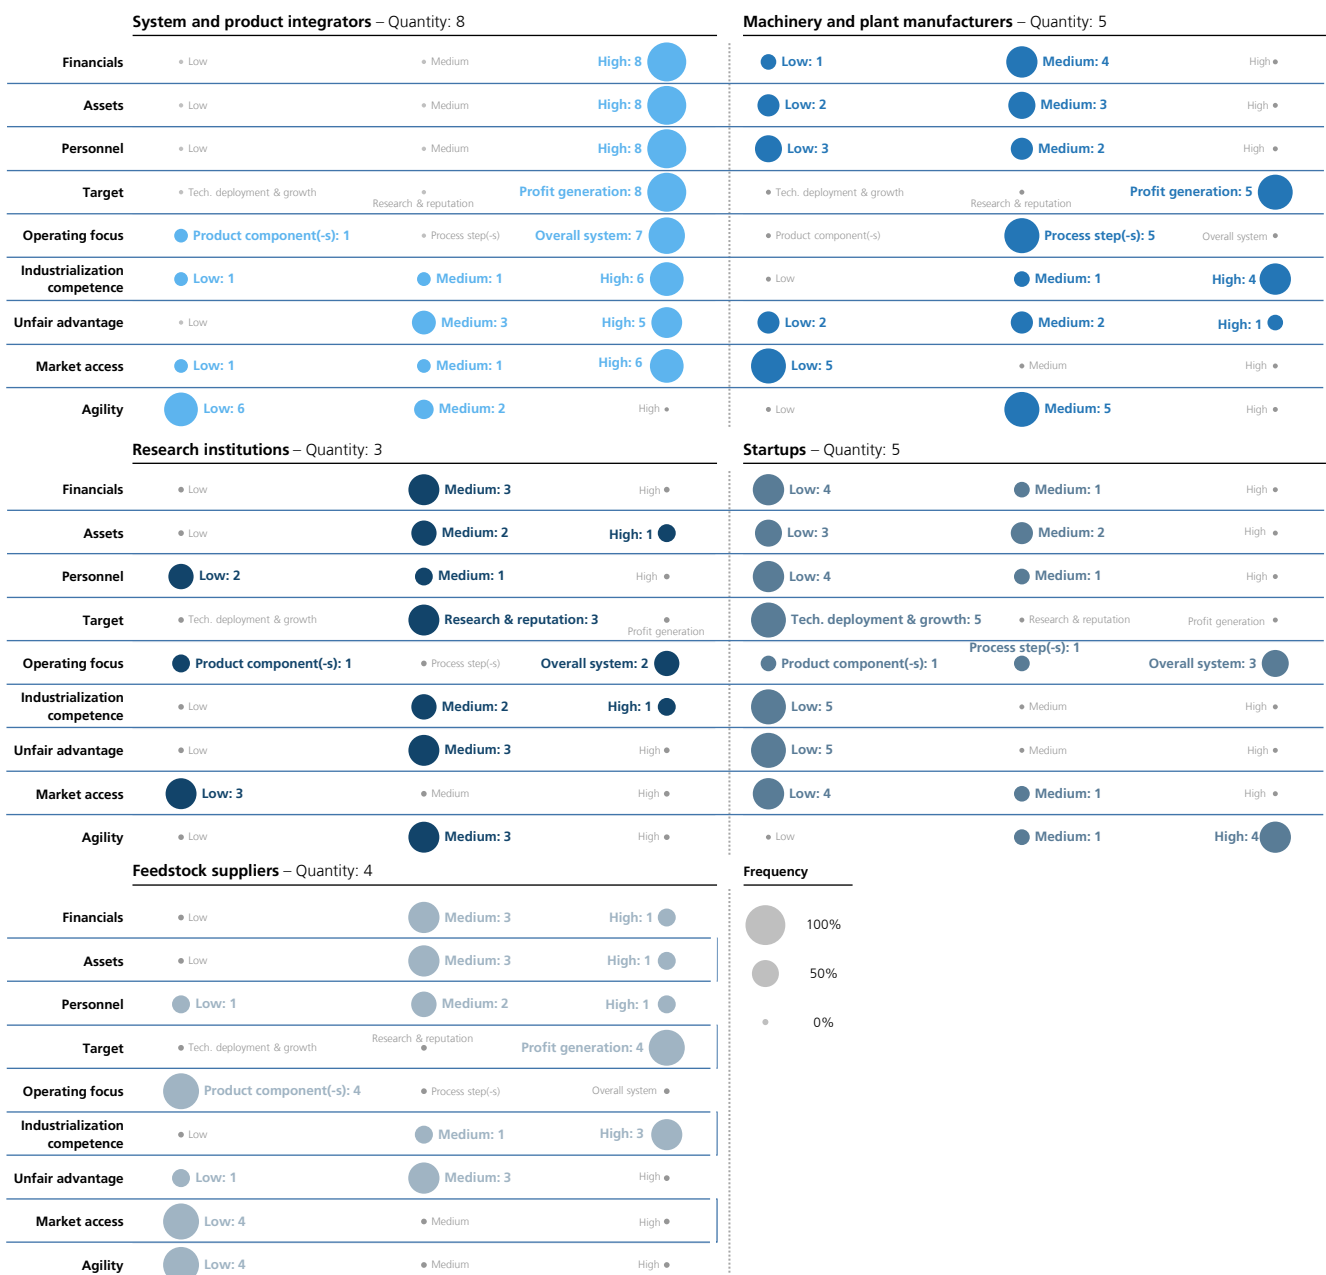 System and product integrators – Quantity: 8
Financials Low Medium High: 8
Assets Low Medium High: 8
Personnel Low Medium High: 8
Target Tech. deployment & growth Research & reputation Profit generation: 8
Operating focus Product component(-s): 1 Process step(-s) Overall system: 7
Industrialization
competence Low: 1 Medium: 1 High: 6
Unfair advantage Low Medium: 3 High: 5
Market access Low: 1 Medium: 1 High: 6
Agility Low: 6 Medium: 2 High
Machinery and plant manufacturers – Quantity: 5
Low: 1 Medium: 4 High
Low: 2 Medium: 3 High
Low: 3 Medium: 2 High
Tech. deployment & growth Research & reputation Profit generation: 5
Product component(-s) Process step(-s): 5 Overall system
Low Medium: 1 High: 4
Low: 2 Medium: 2 High: 1
Low: 5 Medium High
Low Medium: 5 High
Research institutions – Quantity: 3
Financials Low Medium: 3 High
Assets Low Medium: 2 High: 1
Personnel Low: 2 Medium: 1 High
Target Tech. deployment & growth Research & reputation: 3 Profit generation
Operating focus Product component(-s): 1 Process step(-s) Overall system: 2
Industrialization
competence Low Medium: 2 High: 1
Unfair advantage Low Medium: 3 High
Market access Low: 3 Medium High
Agility Low Medium: 3 High
Startups – Quantity: 5
Low: 4 Medium: 1 High
Low: 3 Medium: 2 High
Low: 4 Medium: 1 High
Tech. deployment & growth: 5 Research & reputation Profit generation
Product component(-s): 1 Process step(-s): 1 Overall system: 3
Low: 5 Medium High
Low: 5 Medium High
Low: 4 Medium: 1 High
Low Medium: 1 High: 4
Feedstock suppliers – Quantity: 4
Financials Low Medium: 3 High: 1
Assets Low Medium: 3 High: 1
Personnel Low: 1 Medium: 2 High: 1
Target Tech. deployment & growth Research & reputation Profit generation: 4
Operating focus Product component(-s): 4 Process step(-s) Overall system
Industrialization
competence Low Medium: 1 High: 3
Unfair advantage Low: 1 Medium: 3 High
Market access Low: 4 Medium High
Agility Low: 4 Medium High
Frequency
100%
50%
0%